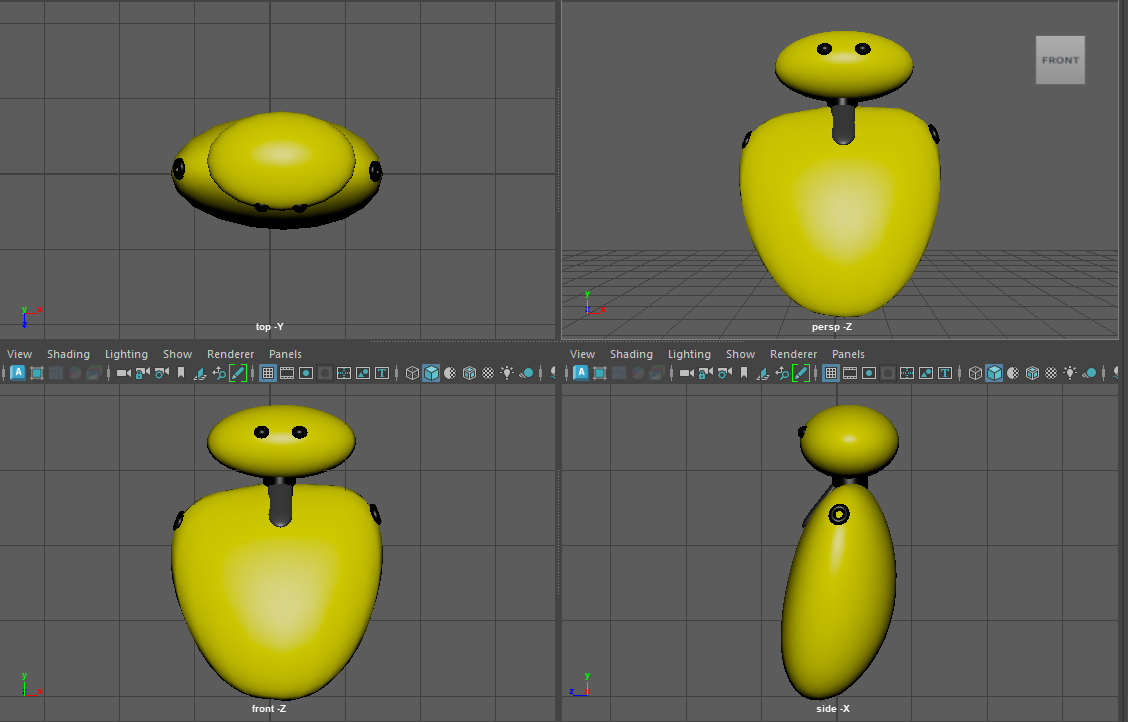 FRONT
y
x
z
top -Y
y
z
x
persp -Z
View Shading Lighting Show Renderer Panels
View Shading Lighting Show Renderer Panels
A
T
A
T
y
x
front -Z
y
z
side -X